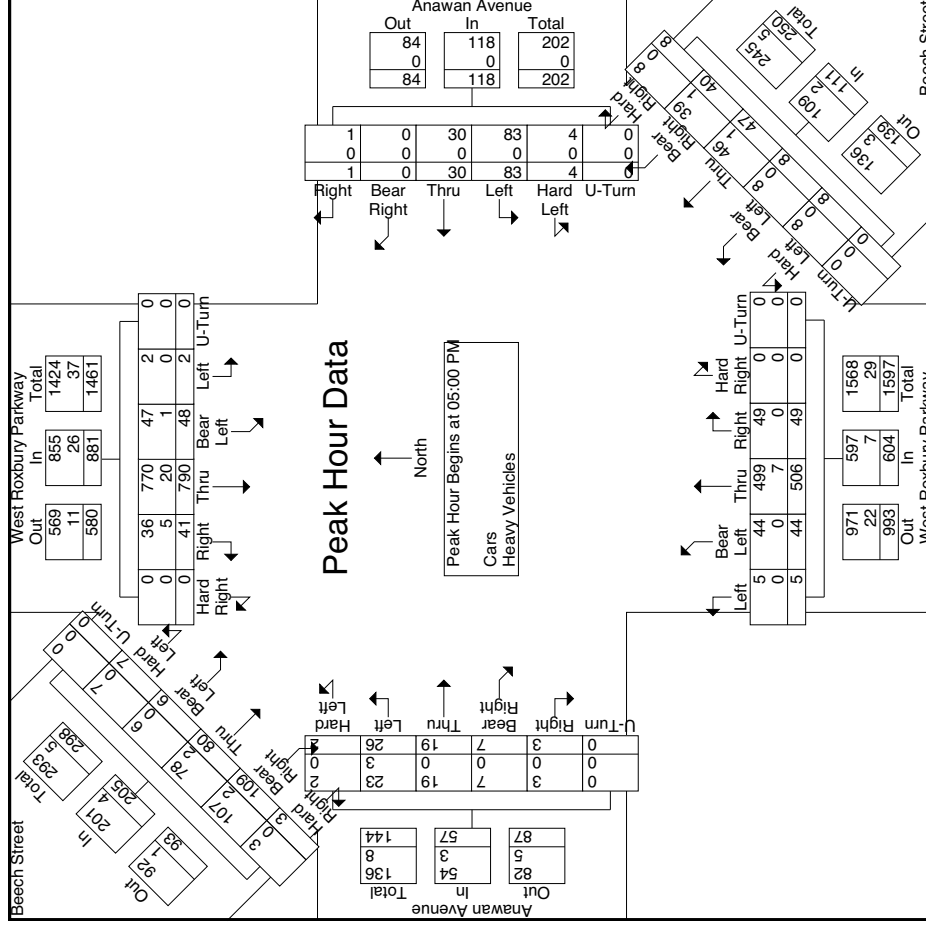 Anawan Avenue
Out In Total
84 118 202
0 0 0
84 118 202
1 0 30 83 4 0
0 0 0 0 0 0
1 0 30 83 4 0
Right Bear Right Thru Left Hard Left U-Turn
Beech Street
Total
245 5 250
In
109 2 111
Out
136 3 139
8 0 8
39 1 40
46 1 47
8 0 8
8 0 8
0 0 0
Hard Right
Bear Right
Thru
Bear Left
Hard Left
U-Turn
West Roxbury Parkway
Out In Total
569 855 1424
11 26 37
580 881 1461
0 36 770 47 2 0
0 5 20 1 0 0
0 41 790 48 2 0
Hard Right Right Thru Bear Left Left U-Turn
Peak Hour Data
North
Peak Hour Begins at 05:00 PM
Cars
Heavy Vehicles
Left Bear Left Thru Right Hard Right U-Turn
5 44 499 49 0 0
0 0 7 0 0 0
5 44 506 49 0 0
971 597 1568
22 7 29
993 604 1597
Out In Total
West Roxbury Parkway
Beech Street
Total
293 5 298
In
201 4 205
Out
92 1 93
0 0
7 0 7
6 0 6
78 2 80
107 2 109
3 0 3
U-Turn
Hard Left
Bear Left
Thru
Bear Right
Hard Right
Hard Left Left Thru Bear Right Right U-Turn
2 26 19 7 3 0
0 3 0 0 0 0
2 23 19 7 3 0
144 57 87
8 3 5
136 54 82
Total In Out
Anawan Avenue